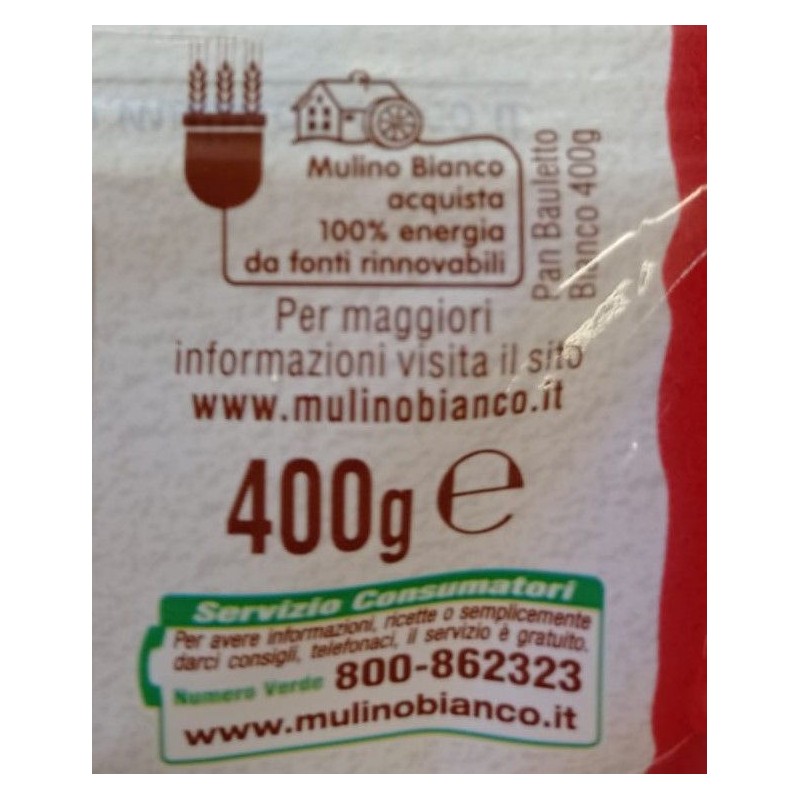 Mulino Bianco
acquista
100% energia
da fonti rinnovabili
Pan Bauletto
Bianco 400g
Per maggiori
informazioni visita il sito
www.mulinobianco.it
400g e
Servizio Consumatori
Per avere informazioni, ricette o semplicemente
darci consigli, telefonaci, il servizio è gratuito.
Numero Verde 800-862323
www.mulinobianco.it